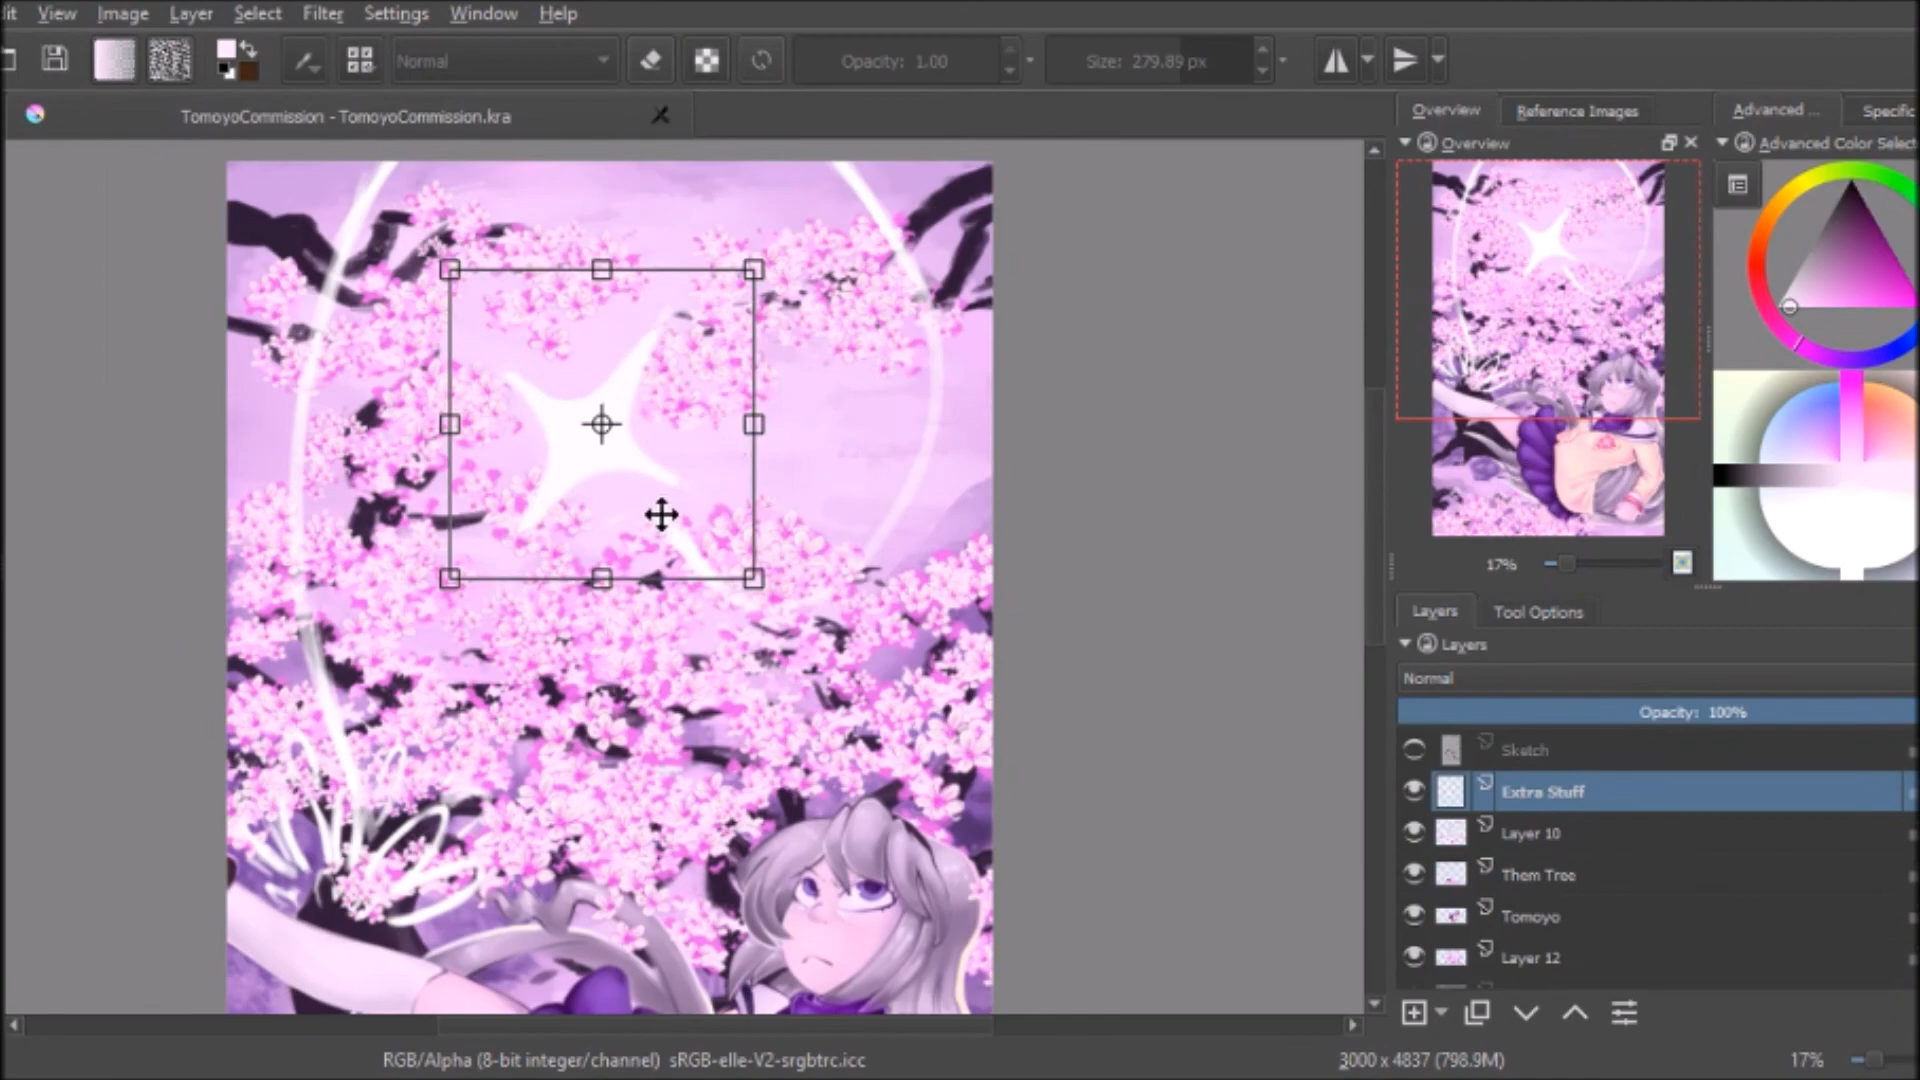 it View Image Layer Select Filter Settings Window Help
Normal Opacity: 1.00 Size: 279.89 px
TomoyoCommission - TomoyoCommission.kra
Overview Reference Images Advanced ... Specific
Overview Advanced Color Select
17%
Layers Tool Options
Layers
Normal
Opacity: 100%
Sketch
Extra Stuff
Layer 10
Them Tree
Tomoyo
Layer 12
RGB/Alpha (8-bit integer/channel) sRGB-elle-V2-srgbtrc.icc 3000 x 4837 (798.9M) 17%